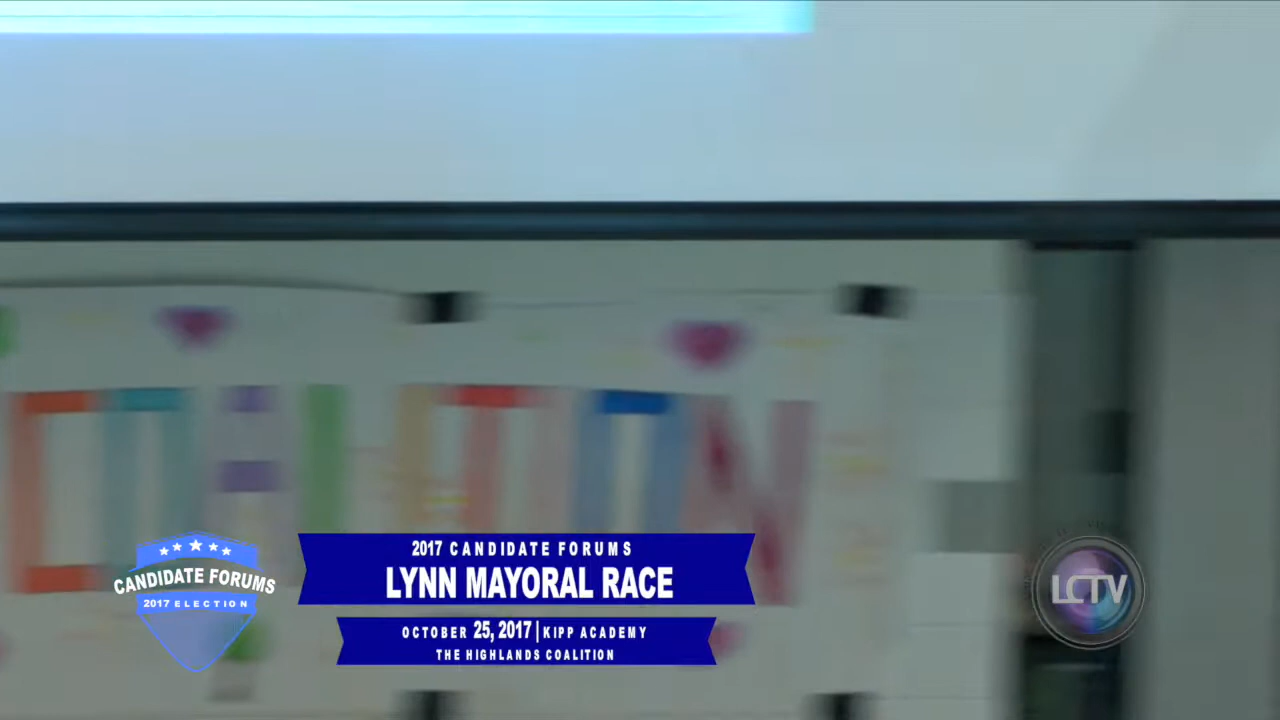 2017 CANDIDATE FORUMS
LYNN MAYORAL RACE
CANDIDATE FORUMS
2017 ELECTION
OCTOBER 25, 2017 | KIPP ACADEMY
THE HIGHLANDS COALITION
LCTV